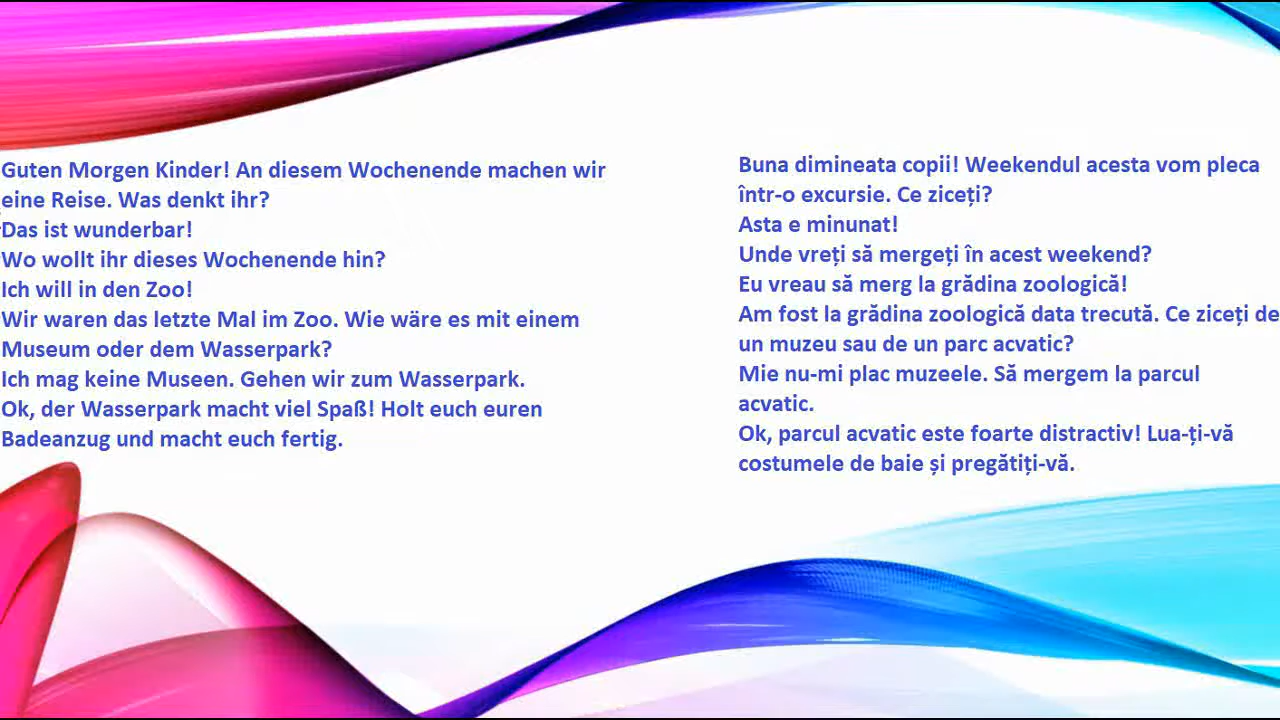 Guten Morgen Kinder! An diesem Wochenende machen wir
eine Reise. Was denkt ihr?
Das ist wunderbar!
Wo wollt ihr dieses Wochenende hin?
Ich will in den Zoo!
Wir waren das letzte Mal im Zoo. Wie wäre es mit einem
Museum oder dem Wasserpark?
Ich mag keine Museen. Gehen wir zum Wasserpark.
Ok, der Wasserpark macht viel Spaß! Holt euch euren
Badeanzug und macht euch fertig.
Buna dimineata copii! Weekendul acesta vom pleca
într-o excursie. Ce ziceți?
Asta e minunat!
Unde vreți să mergeți în acest weekend?
Eu vreau să merg la grădina zoologică!
Am fost la grădina zoologică data trecută. Ce ziceți de
un muzeu sau de un parc acvatic?
Mie nu-mi plac muzeele. Să mergem la parcul
acvatic.
Ok, parcul acvatic este foarte distractiv! Lua-ți-vă
costumele de baie și pregătiți-vă.